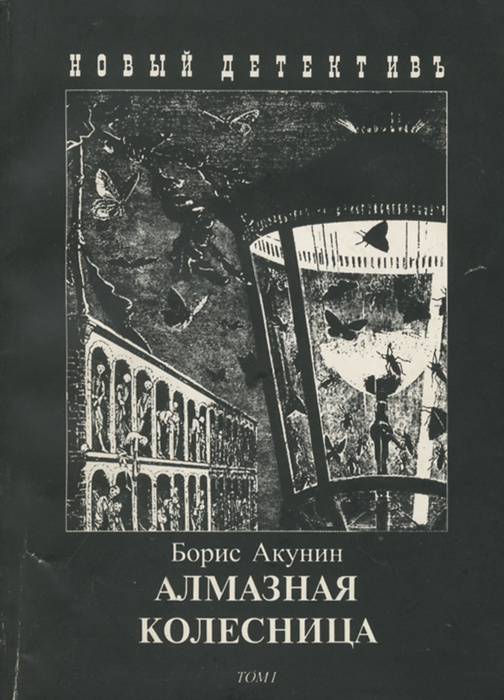 НОВЫЙ ДЕТЕКТИВЪ
Борис Акунин
АЛМАЗНАЯ
КОЛЕСНИЦА
ТОМ I